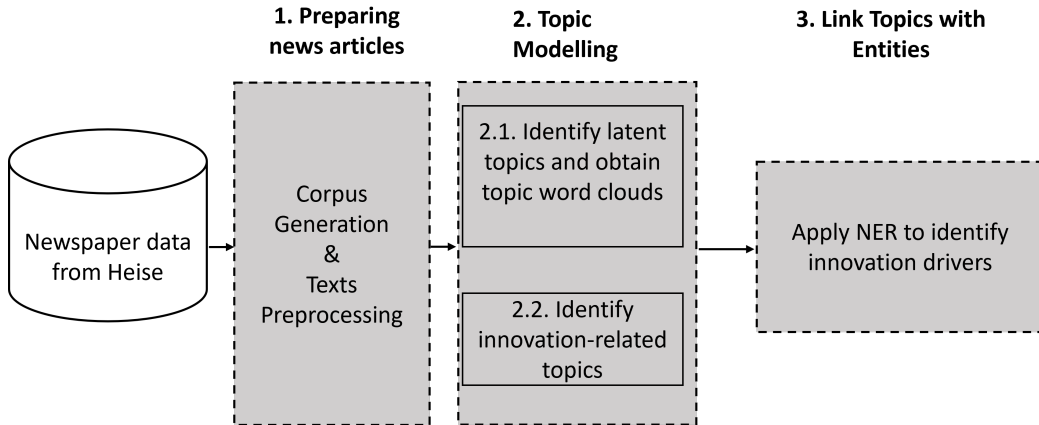 1. Preparing
news articles
2. Topic
Modelling
3. Link Topics with
Entities
Newspaper data
from Heise
Corpus
Generation
&
Texts
Preprocessing
2.1. Identify latent
topics and obtain
topic word clouds
2.2. Identify
innovation-related
topics
Apply NER to identify
innovation drivers